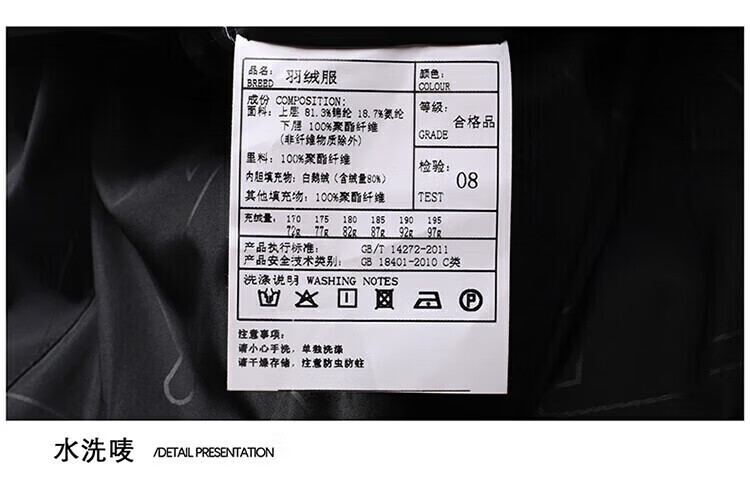 品名: 羽绒服
BREED
颜色:
COLOUR
成份 COMPOSITION:
面料: 上层 81.3%锦纶 18.7%氨纶
下层 100%聚酯纤维
(非纤维物质除外)
里料: 100%聚酯纤维
内胆填充物: 白鹅绒 (含绒量80%)
其他填充物: 100%聚酯纤维
等级: 合格品
GRADE
检验: 08
TEST
充绒量: 170 175 180 185 190 195
72g 77g 82g 87g 92g 97g
产品执行标准: GB/T 14272-2011
产品安全技术类别: GB 18401-2010 C类
洗涤说明 WASHING NOTES
P
注意事项:
请小心手洗, 单独洗涤
请干燥存储, 注意防虫防蛀
水洗唛 /DETAIL PRESENTATION